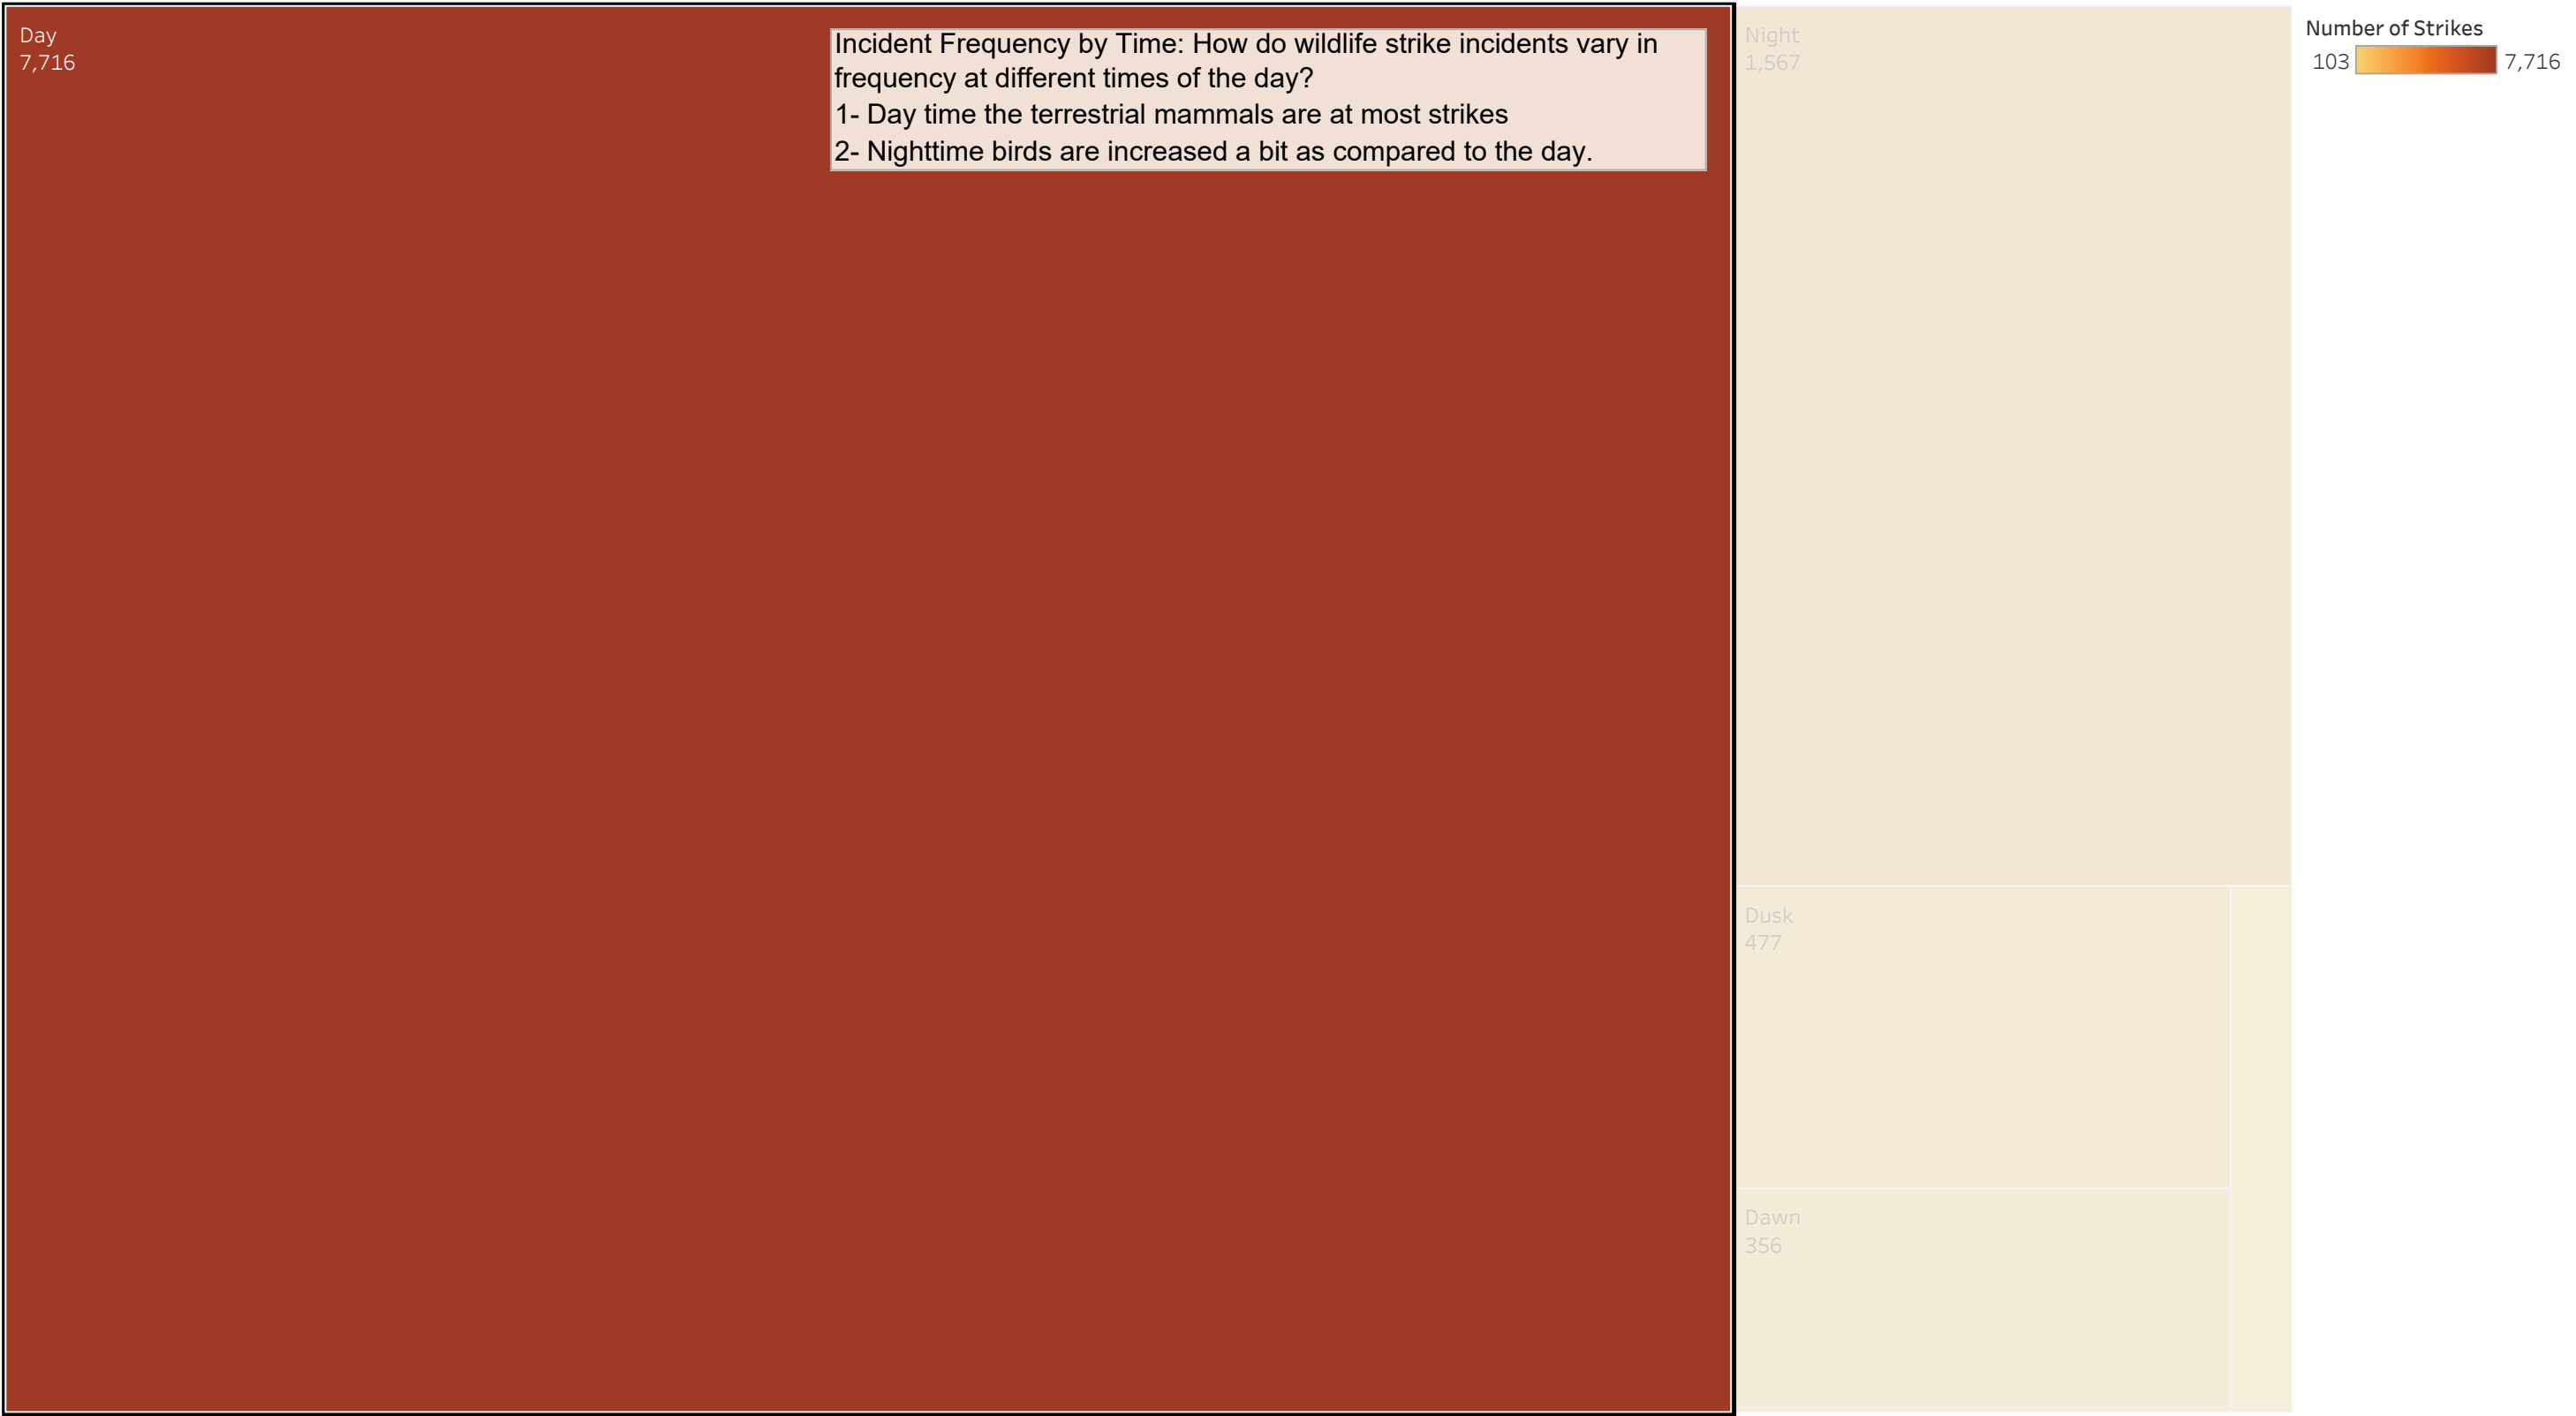 Day
7,716
Incident Frequency by Time: How do wildlife strike incidents vary in
frequency at different times of the day?
1- Day time the terrestrial mammals are at most strikes
2- Nighttime birds are increased a bit as compared to the day.
Night
1,567
Dusk
477
Dawn
356
Number of Strikes
103 7,716